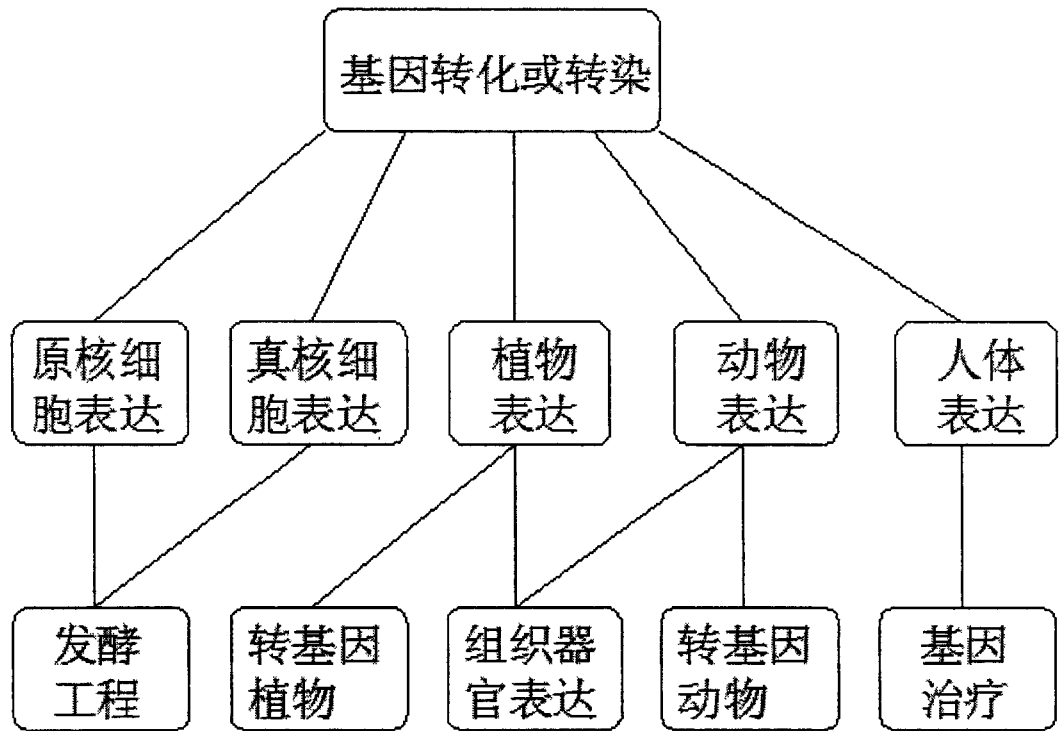 基因转化或转染
原核细
胞表达
真核细
胞表达
植物
表达
动物
表达
人体
表达
发酵
工程
转基因
植物
组织器
官表达
转基因
动物
基因
治疗